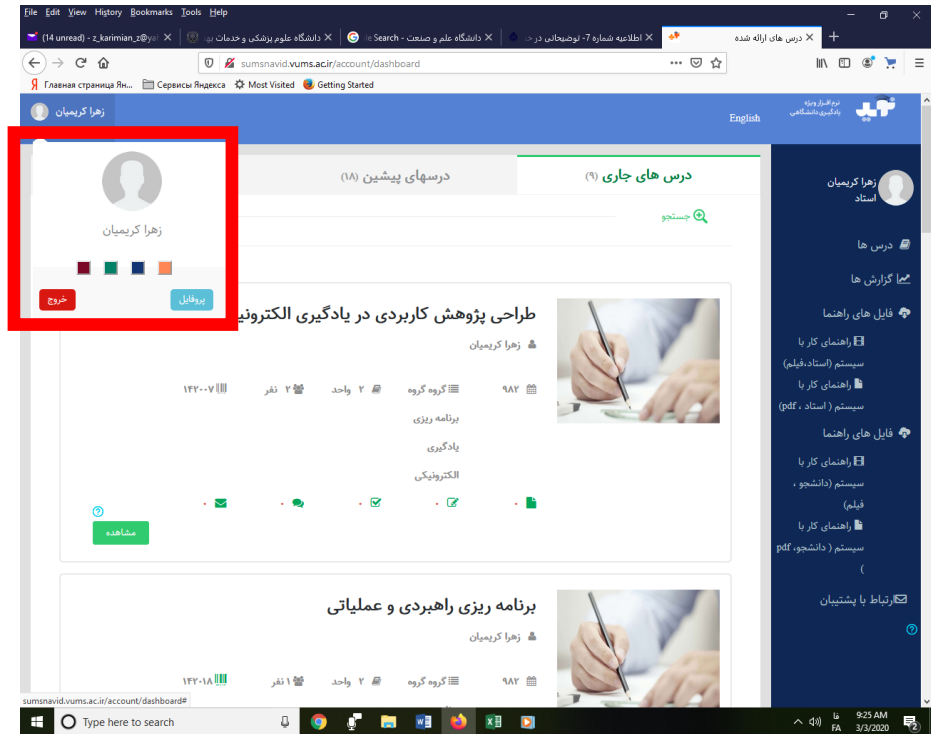 File Edit View History Bookmarks Tools Help
(14 unread) - z_karimian_z@ya
دانشگاه علوم پزشکی و خدمات به
دانشگاه علم و صنعت - le Search
اطلاعیه شماره 7- توضیحاتی در خ
درس های ارائه شده
sumsnavid.vums.ac.ir/account/dashboard
Главная страница Ян...
Сервисы Яндекса
Most Visited
Getting Started
زهرا کریمیان
English
نرم افزار ویژه
یادگیری دانشگاهی
زهرا کریمیان
پروفایل
خروج
درس های جاری (۹)
درسهای پیشین (۱۸)
جستجو
زهرا کریمیان
استاد
درس ها
گزارش ها
فایل های راهنما
راهنمای کار با
سیستم (استاد،فیلم)
راهنمای کار با
سیستم ( استاد ، pdf)
فایل های راهنما
راهنمای کار با
سیستم (دانشجو ،
فیلم)
راهنمای کار با
سیستم ( دانشجو، pdf
)
ارتباط با پشتیبان
طراحی پژوهش کاربردی در یادگیری الکترونی
زهرا کریمیان
۹۸۲
گروه گروه
برنامه ریزی
یادگیری
الکترونیکی
۲ واحد
۲ نفر
۱۴۲۰۰۷
۰ ۰ ۰ ۰ ۰
مشاهده
برنامه ریزی راهبردی و عملیاتی
زهرا کریمیان
۹۸۲
گروه گروه
۲ واحد
۱ نفر
۱۴۲۰۱۸
sumsnavid.vums.ac.ir/account/dashboard#
Type here to search
فا
FA
9:25 AM
3/3/2020
2